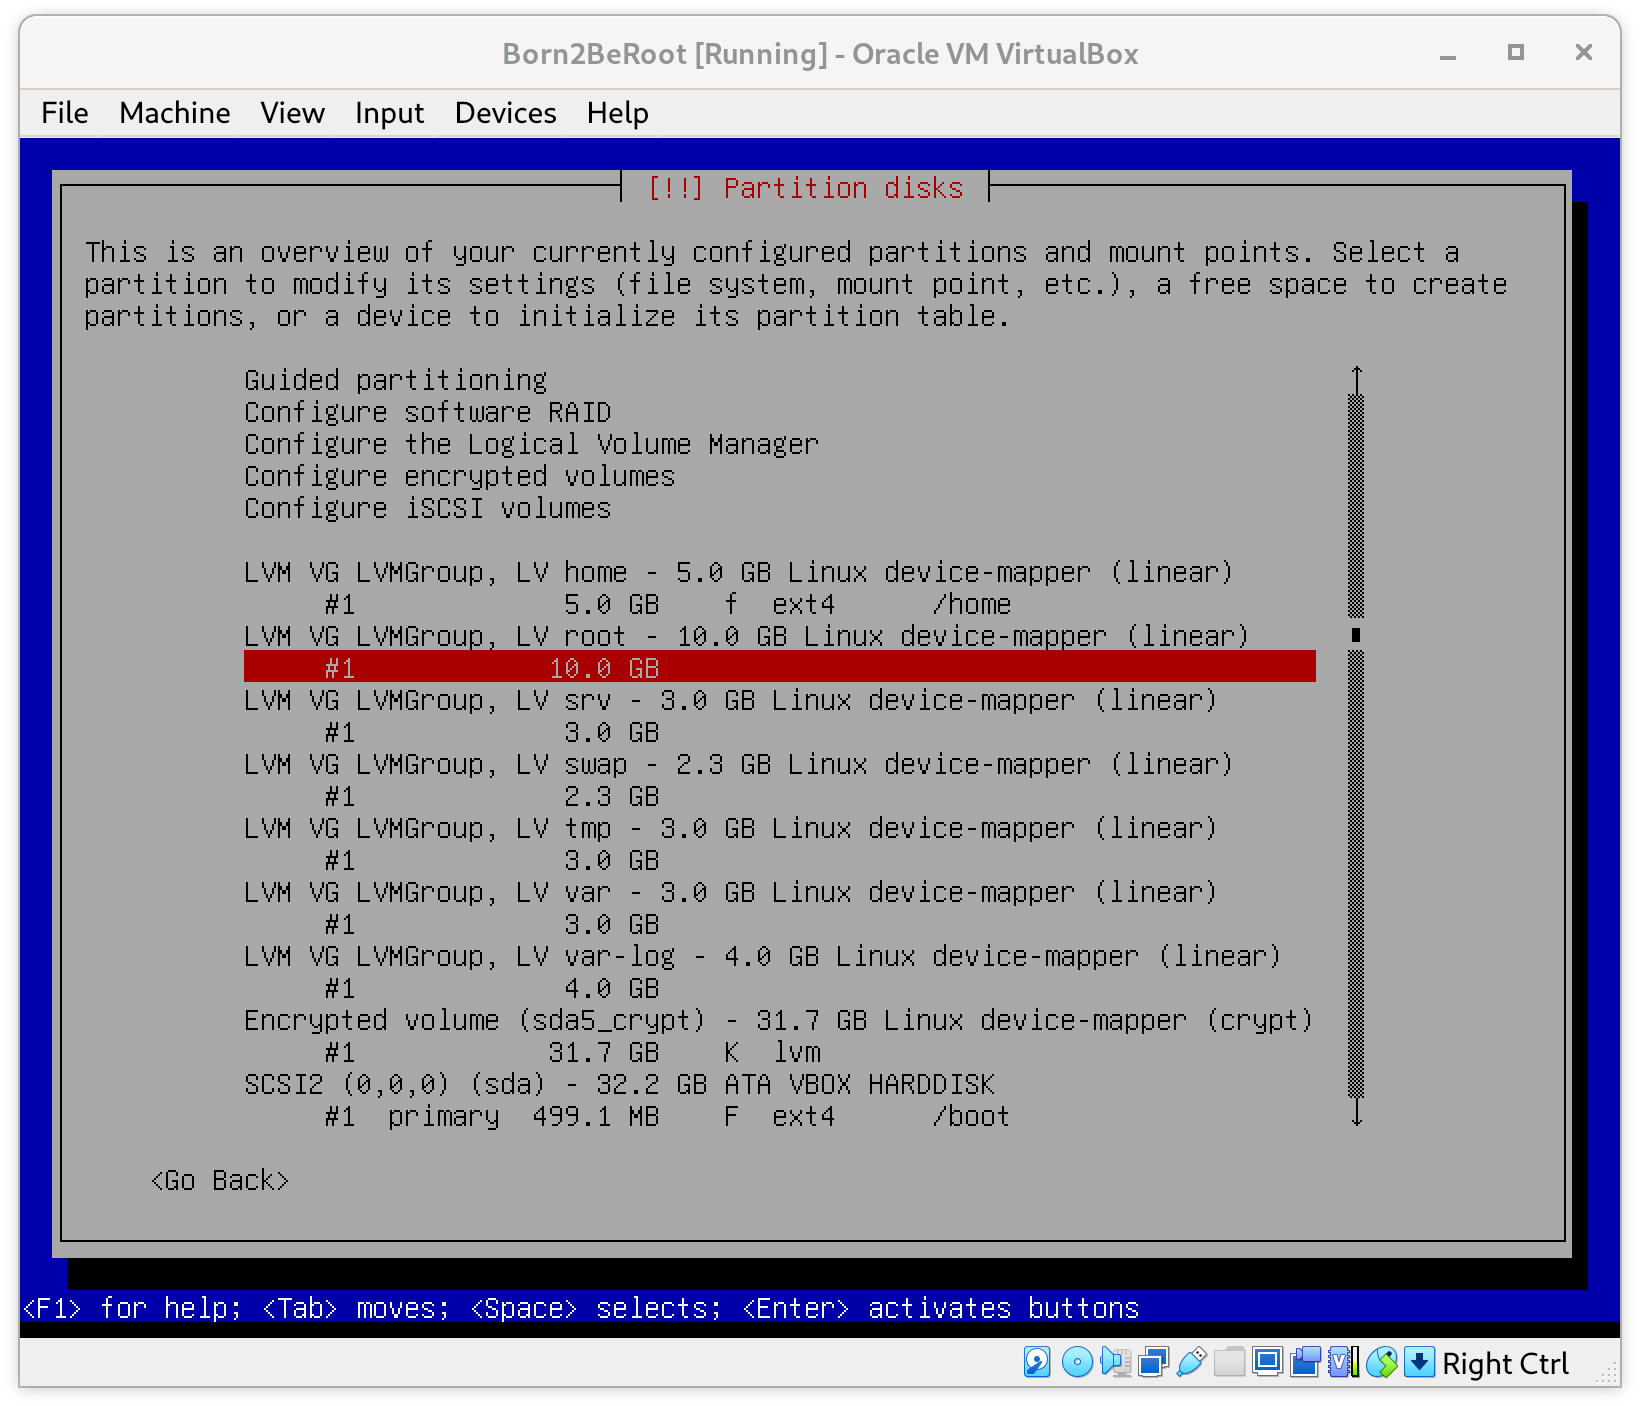 Born2BeRoot [Running] - Oracle VM VirtualBox
File Machine View Input Devices Help
[!!] Partition disks
This is an overview of your currently configured partitions and mount points. Select a
partition to modify its settings (file system, mount point, etc.), a free space to create
partitions, or a device to initialize its partition table.
Guided partitioning
Configure software RAID
Configure the Logical Volume Manager
Configure encrypted volumes
Configure iSCSI volumes
LVM VG LVMGroup, LV home - 5.0 GB Linux device-mapper (linear)
#1 5.0 GB f ext4 /home
LVM VG LVMGroup, LV root - 10.0 GB Linux device-mapper (linear)
#1 10.0 GB
LVM VG LVMGroup, LV srv - 3.0 GB Linux device-mapper (linear)
#1 3.0 GB
LVM VG LVMGroup, LV swap - 2.3 GB Linux device-mapper (linear)
#1 2.3 GB
LVM VG LVMGroup, LV tmp - 3.0 GB Linux device-mapper (linear)
#1 3.0 GB
LVM VG LVMGroup, LV var - 3.0 GB Linux device-mapper (linear)
#1 3.0 GB
LVM VG LVMGroup, LV var-log - 4.0 GB Linux device-mapper (linear)
#1 4.0 GB
Encrypted volume (sda5_crypt) - 31.7 GB Linux device-mapper (crypt)
#1 31.7 GB K lvm
SCSI2 (0,0,0) (sda) - 32.2 GB ATA VBOX HARDDISK
#1 primary 499.1 MB F ext4 /boot
<Go Back>
<F1> for help; <Tab> moves; <Space> selects; <Enter> activates buttons
Right Ctrl